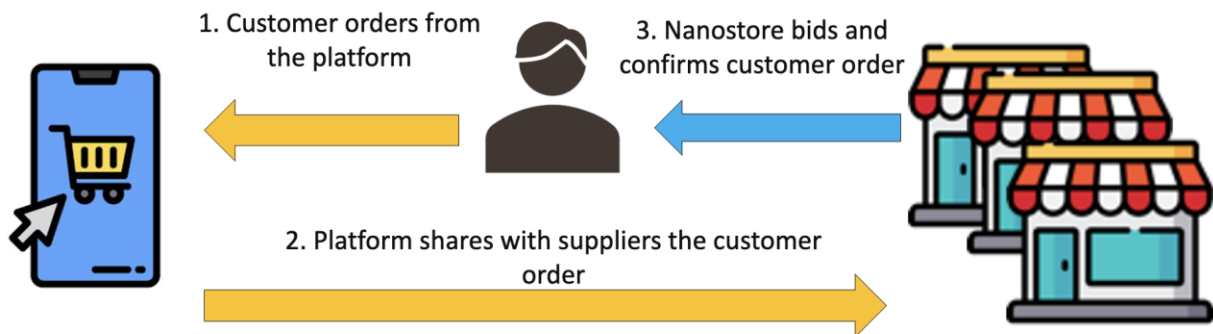 1. Customer orders from
the platform
3. Nanostore bids and
confirms customer order
2. Platform shares with suppliers the customer
order